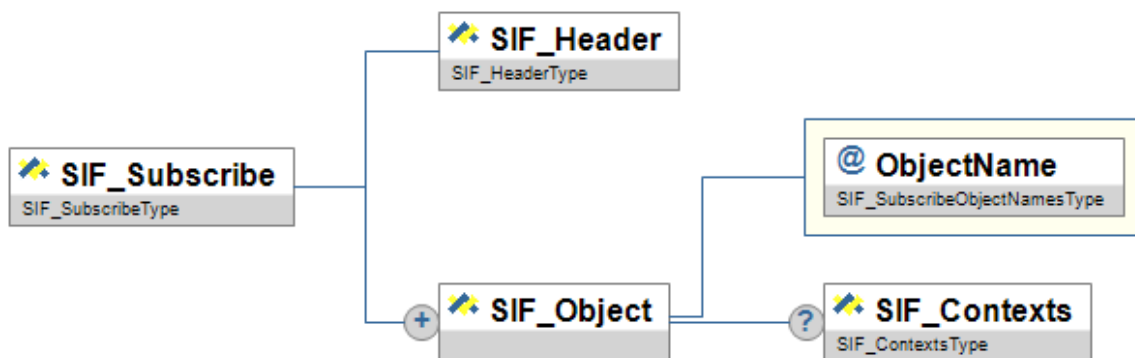 SIF_Header
SIF_HeaderType
SIF_Subscribe
SIF_SubscribeType
@ ObjectName
SIF_SubscribeObjectNamesType
+ SIF_Object
? SIF_Contexts
SIF_ContextsType